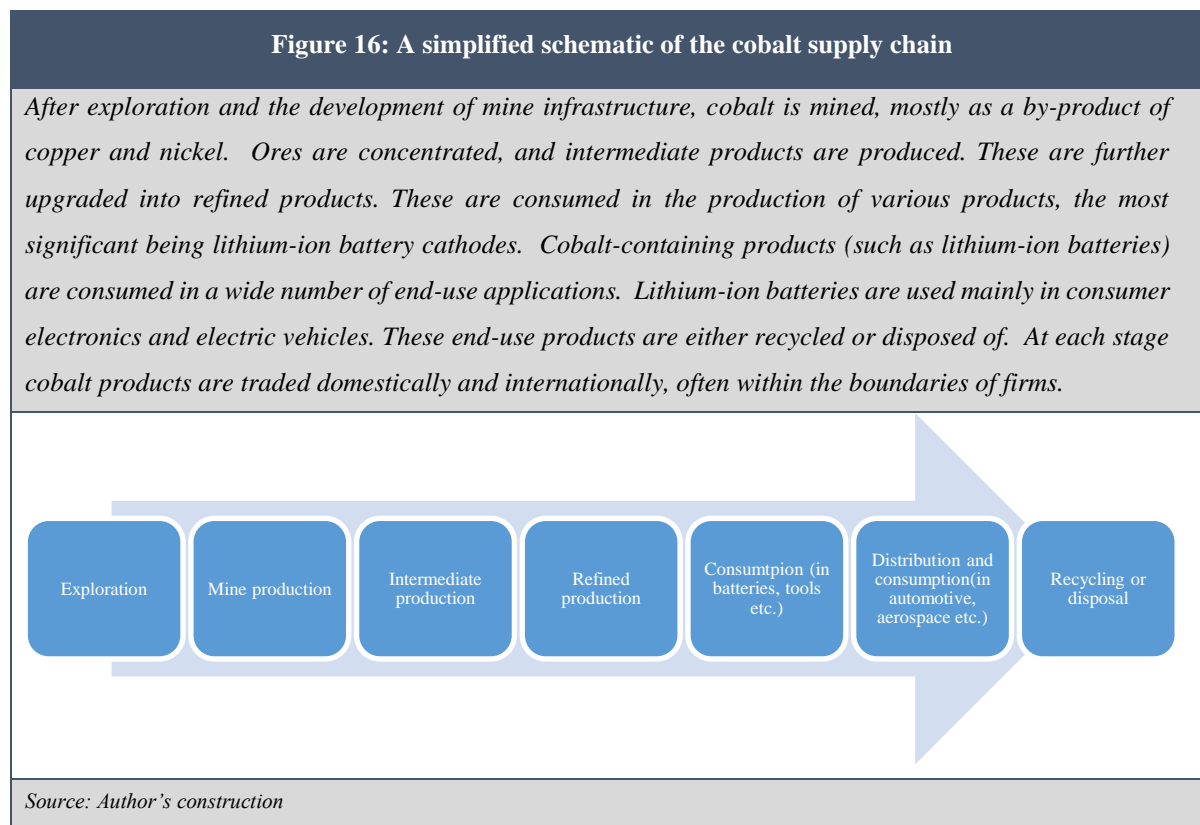 Figure 16: A simplified schematic of the cobalt supply chain
After exploration and the development of mine infrastructure, cobalt is mined, mostly as a by-product of
copper and nickel. Ores are concentrated, and intermediate products are produced. These are further
upgraded into refined products. These are consumed in the production of various products, the most
significant being lithium-ion battery cathodes. Cobalt-containing products (such as lithium-ion batteries)
are consumed in a wide number of end-use applications. Lithium-ion batteries are used mainly in consumer
electronics and electric vehicles. These end-use products are either recycled or disposed of. At each stage
cobalt products are traded domestically and internationally, often within the boundaries of firms.
Exploration
Mine production
Intermediate
production
Refined
production
Consumtpion (in
batteries, tools
etc.)
Distribution and
consumption(in
automotive,
aerospace etc.)
Recycling or
disposal
Source: Author's construction